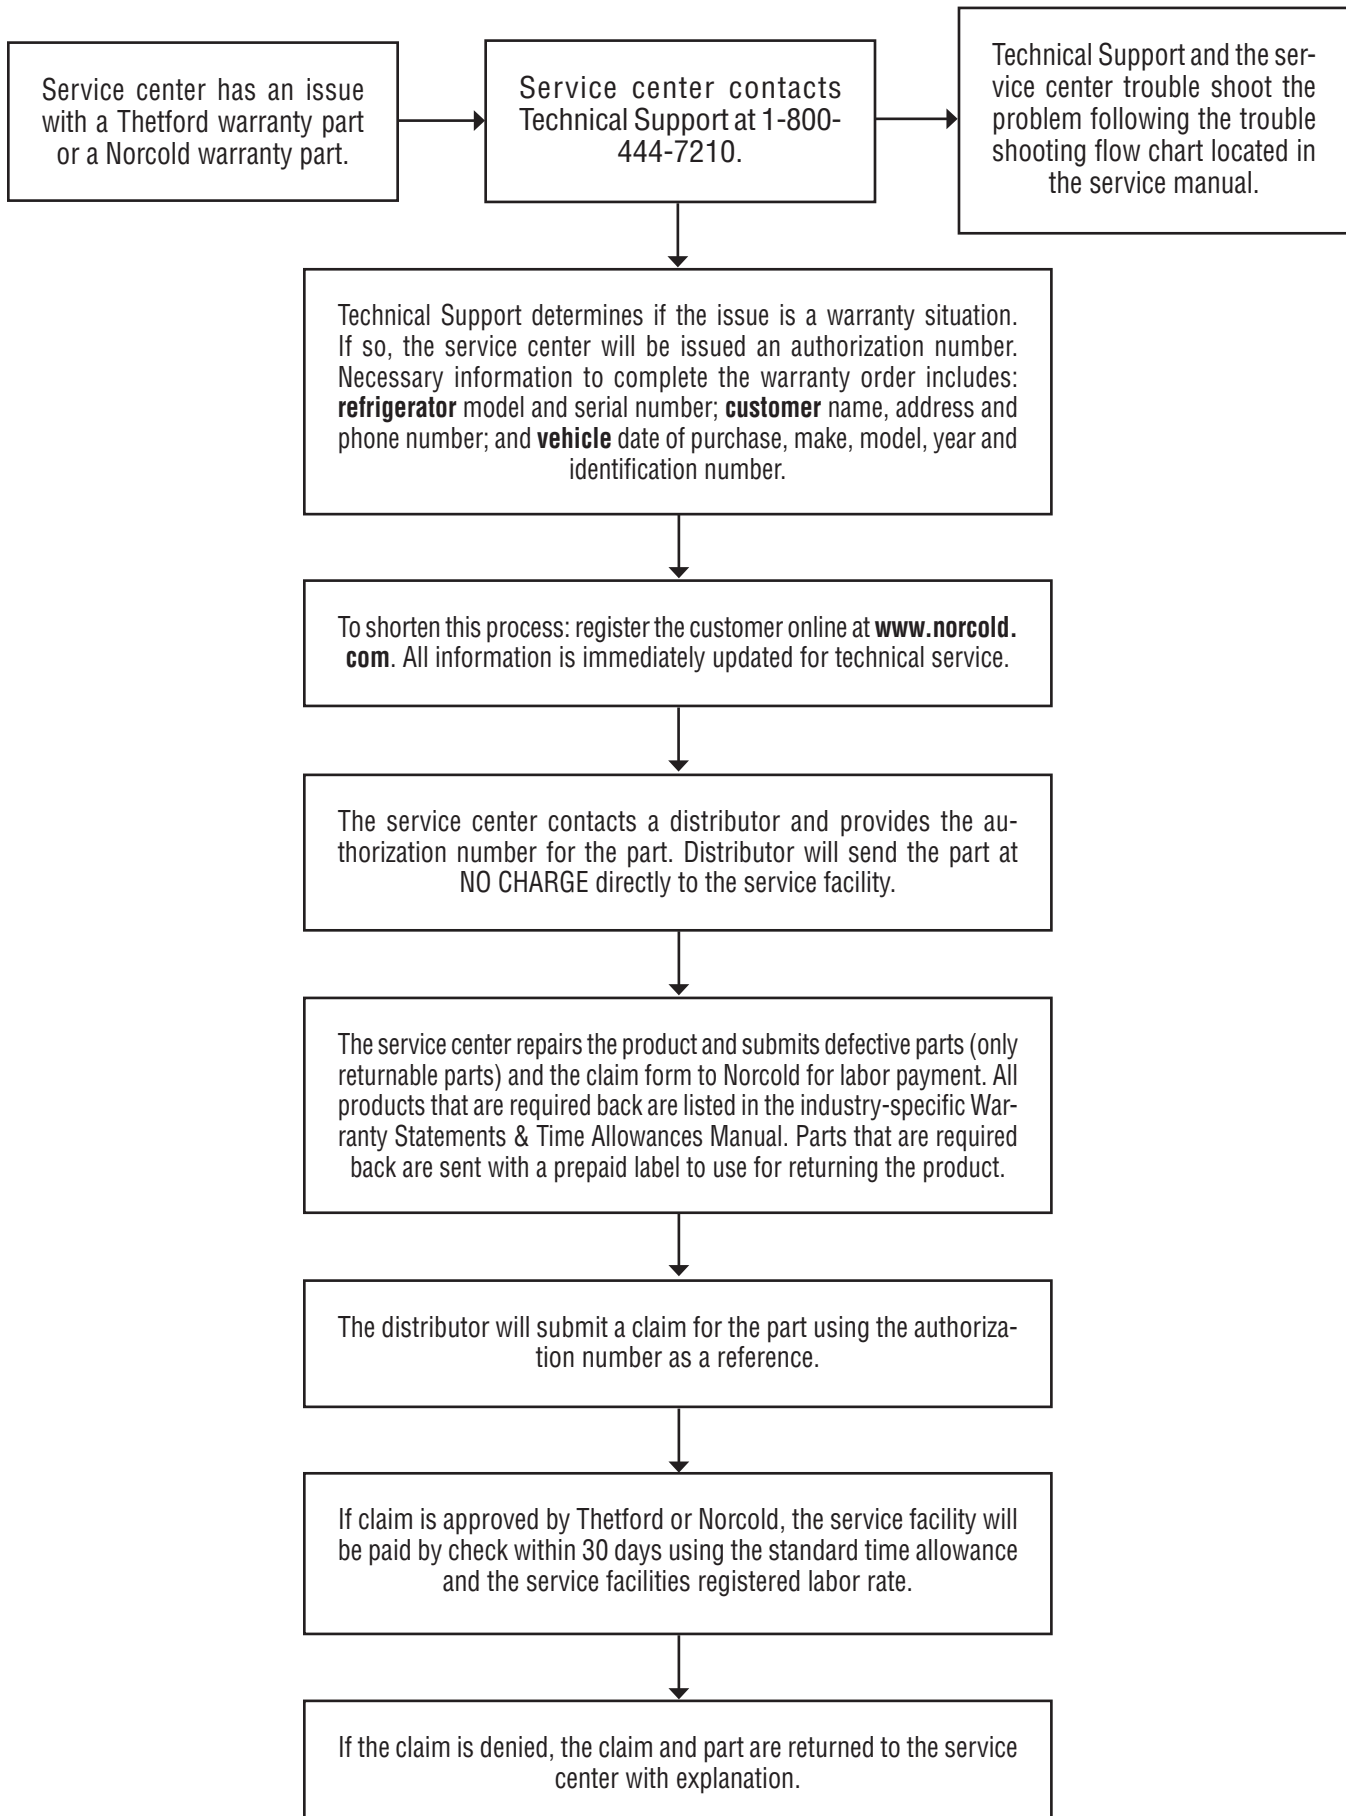 Service center has an issue
with a Thetford warranty part
or a Norcold warranty part.
Service center contacts
Technical Support at 1-800-
444-7210.
Technical Support and the ser-
vice center trouble shoot the
problem following the trouble
shooting flow chart located in
the service manual.
Technical Support determines if the issue is a warranty situation.
If so, the service center will be issued an authorization number.
Necessary information to complete the warranty order includes:
refrigerator model and serial number; customer name, address and
phone number; and vehicle date of purchase, make, model, year and
identification number.
To shorten this process: register the customer online at www.norcold.
com. All information is immediately updated for technical service.
The service center contacts a distributor and provides the au-
thorization number for the part. Distributor will send the part at
NO CHARGE directly to the service facility.
The service center repairs the product and submits defective parts (only
returnable parts) and the claim form to Norcold for labor payment. All
products that are required back are listed in the industry-specific War-
ranty Statements & Time Allowances Manual. Parts that are required
back are sent with a prepaid label to use for returning the product.
The distributor will submit a claim for the part using the authoriza-
tion number as a reference.
If claim is approved by Thetford or Norcold, the service facility will
be paid by check within 30 days using the standard time allowance
and the service facilities registered labor rate.
If the claim is denied, the claim and part are returned to the service
center with explanation.